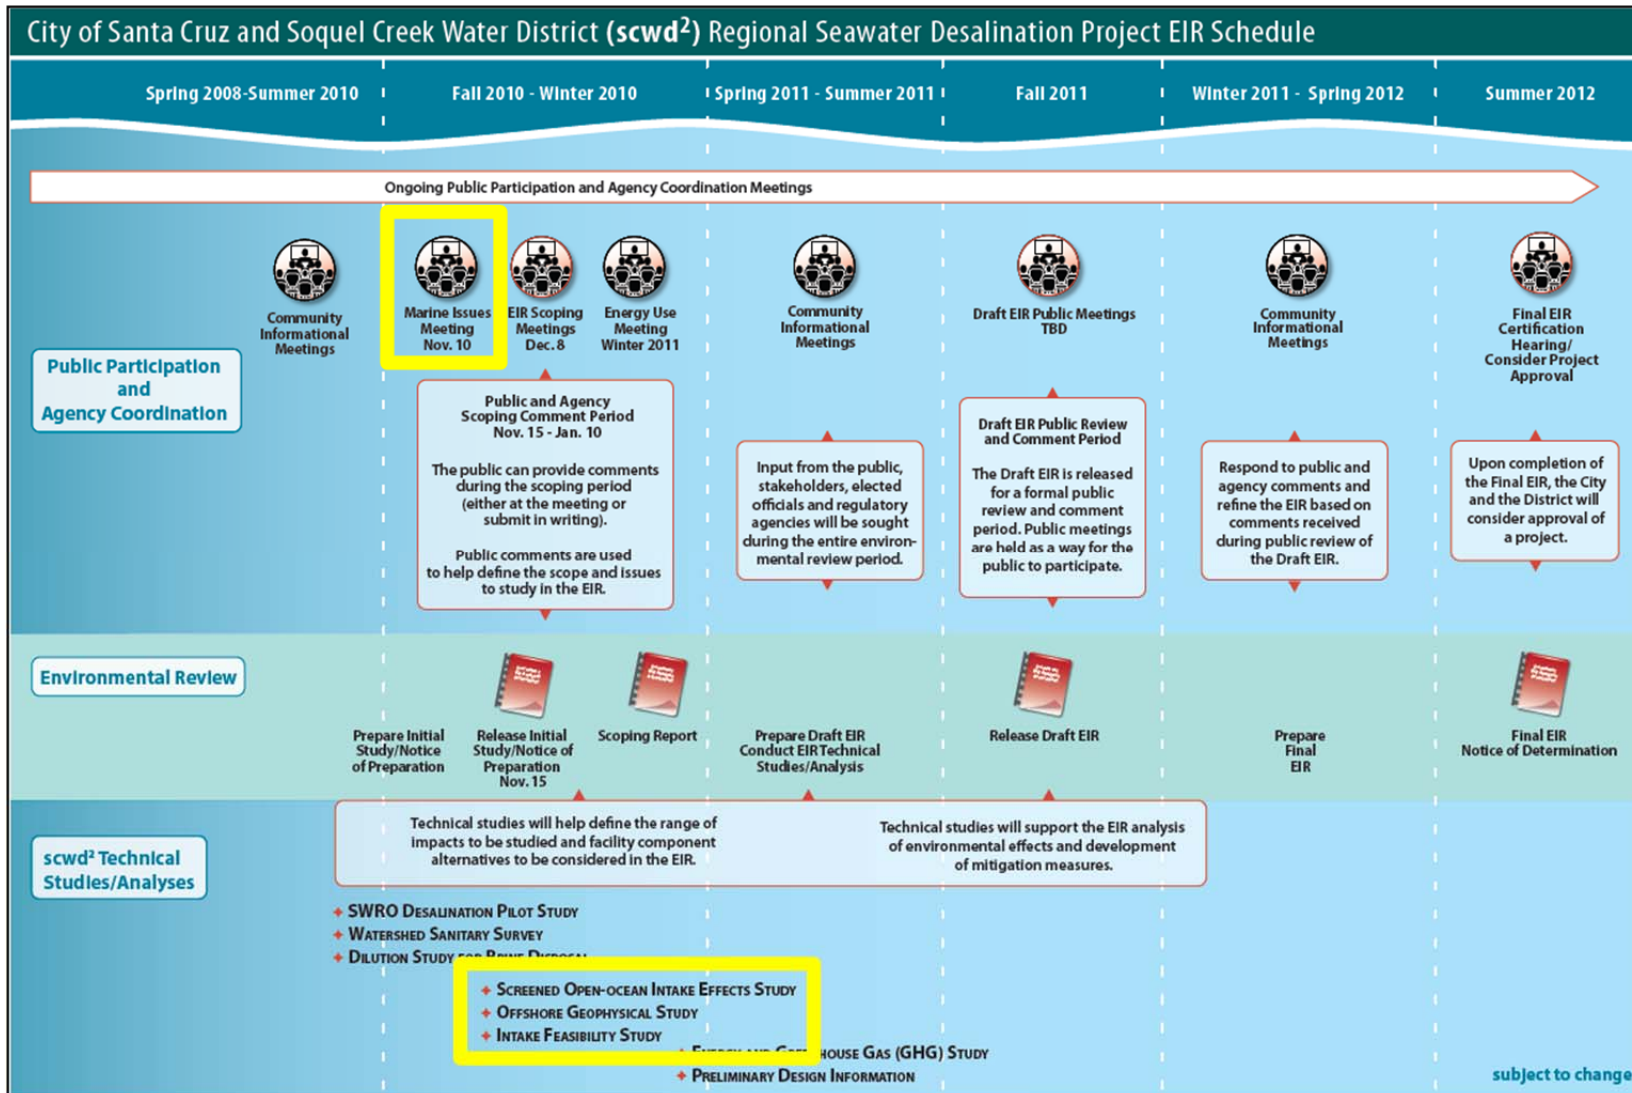 City of Santa Cruz and Soquel Creek Water District (scwd²) Regional Seawater Desalination Project EIR Schedule
Spring 2008-Summer 2010
Fall 2010 - Winter 2010
Spring 2011 - Summer 2011
Fall 2011
Winter 2011 - Spring 2012
Summer 2012
Ongoing Public Participation and Agency Coordination Meetings
Public Participation
and
Agency Coordination
Community
Informational
Meetings
Marine Issues
Meeting
Nov. 10
EIR Scoping
Meetings
Dec. 8
Energy Use
Meeting
Winter 2011
Community
Informational
Meetings
Draft EIR Public Meetings
TBD
Community
Informational
Meetings
Final EIR
Certification
Hearing/
Consider Project
Approval
Public and Agency
Scoping Comment Period
Nov. 15 - Jan. 10
The public can provide comments
during the scoping period
(either at the meeting or
submit in writing).
Public comments are used
to help define the scope and issues
to study in the EIR.
Input from the public,
stakeholders, elected
officials and regulatory
agencies will be sought
during the entire environ-
mental review period.
Draft EIR Public Review
and Comment Period
The Draft EIR is released
for a formal public
review and comment
period. Public meetings
are held as a way for the
public to participate.
Respond to public and
agency comments and
refine the EIR based on
comments received
during public review of
the Draft EIR.
Upon completion of
the Final EIR, the City
and the District will
consider approval of
a project.
Environmental Review
Prepare Initial
Study/Notice
of Preparation
Release Initial
Study/Notice of
Preparation
Nov. 15
Scoping Report
Prepare Draft EIR
Conduct EIR Technical
Studies/Analysis
Release Draft EIR
Prepare
Final
EIR
Final EIR
Notice of Determination
scwd² Technical
Studies/Analyses
Technical studies will help define the range of
impacts to be studied and facility component
alternatives to be considered in the EIR.
Technical studies will support the EIR analysis
of environmental effects and development
of mitigation measures.
SWRO DESALINATION PILOT STUDY
WATERSHED SANITARY SURVEY
DILUTION STUDY FOR BRINE DISPOSAL
SCREENED OPEN-OCEAN INTAKE EFFECTS STUDY
OFFSHORE GEOPHYSICAL STUDY
INTAKE FEASIBILITY STUDY
ENERGY AND GREENHOUSE GAS (GHG) STUDY
PRELIMINARY DESIGN INFORMATION
subject to change